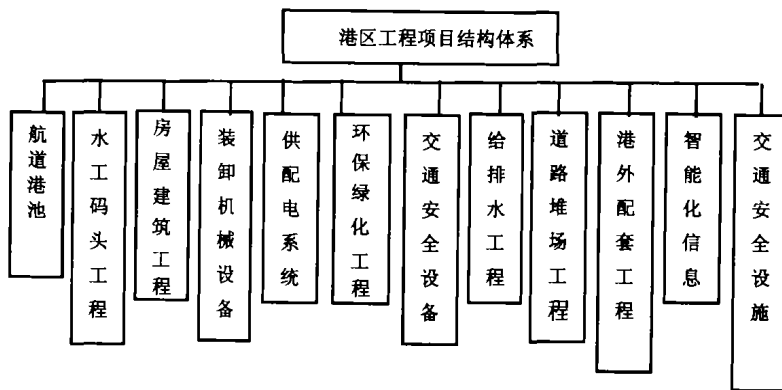 港区工程项目结构体系
航道港池
水工码头工程
房屋建筑工程
装卸机械设备
供配电系统
环保绿化工程
交通安全设备
给排水工程
道路堆场工程
港外配套工程
智能化信息
交通安全设施